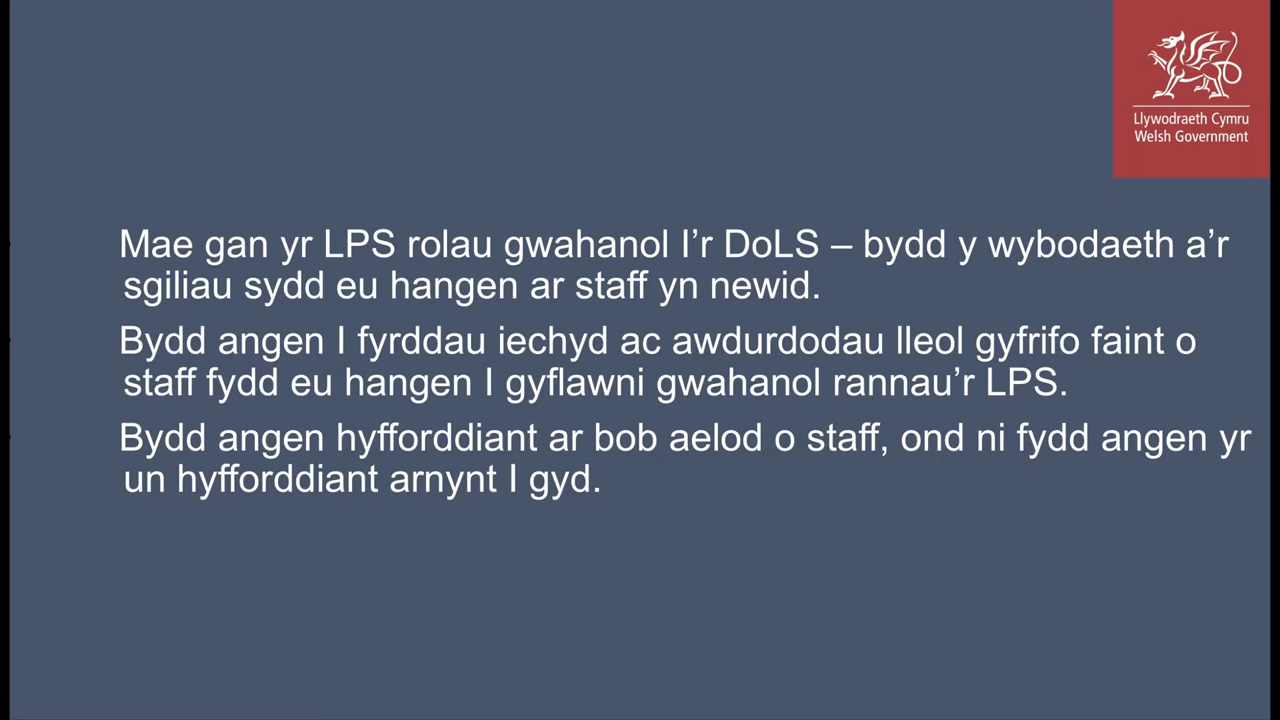 Llywodraeth Cymru
Welsh Government
Mae gan yr LPS rolau gwahanol I’r DoLS – bydd y wybodaeth a’r
sgiliau sydd eu hangen ar staff yn newid.
Bydd angen I fyrddau iechyd ac awdurdodau lleol gyfrifo faint o
staff fydd eu hangen I gyflawni gwahanol rannau’r LPS.
Bydd angen hyfforddiant ar bob aelod o staff, ond ni fydd angen yr
un hyfforddiant arnynt I gyd.